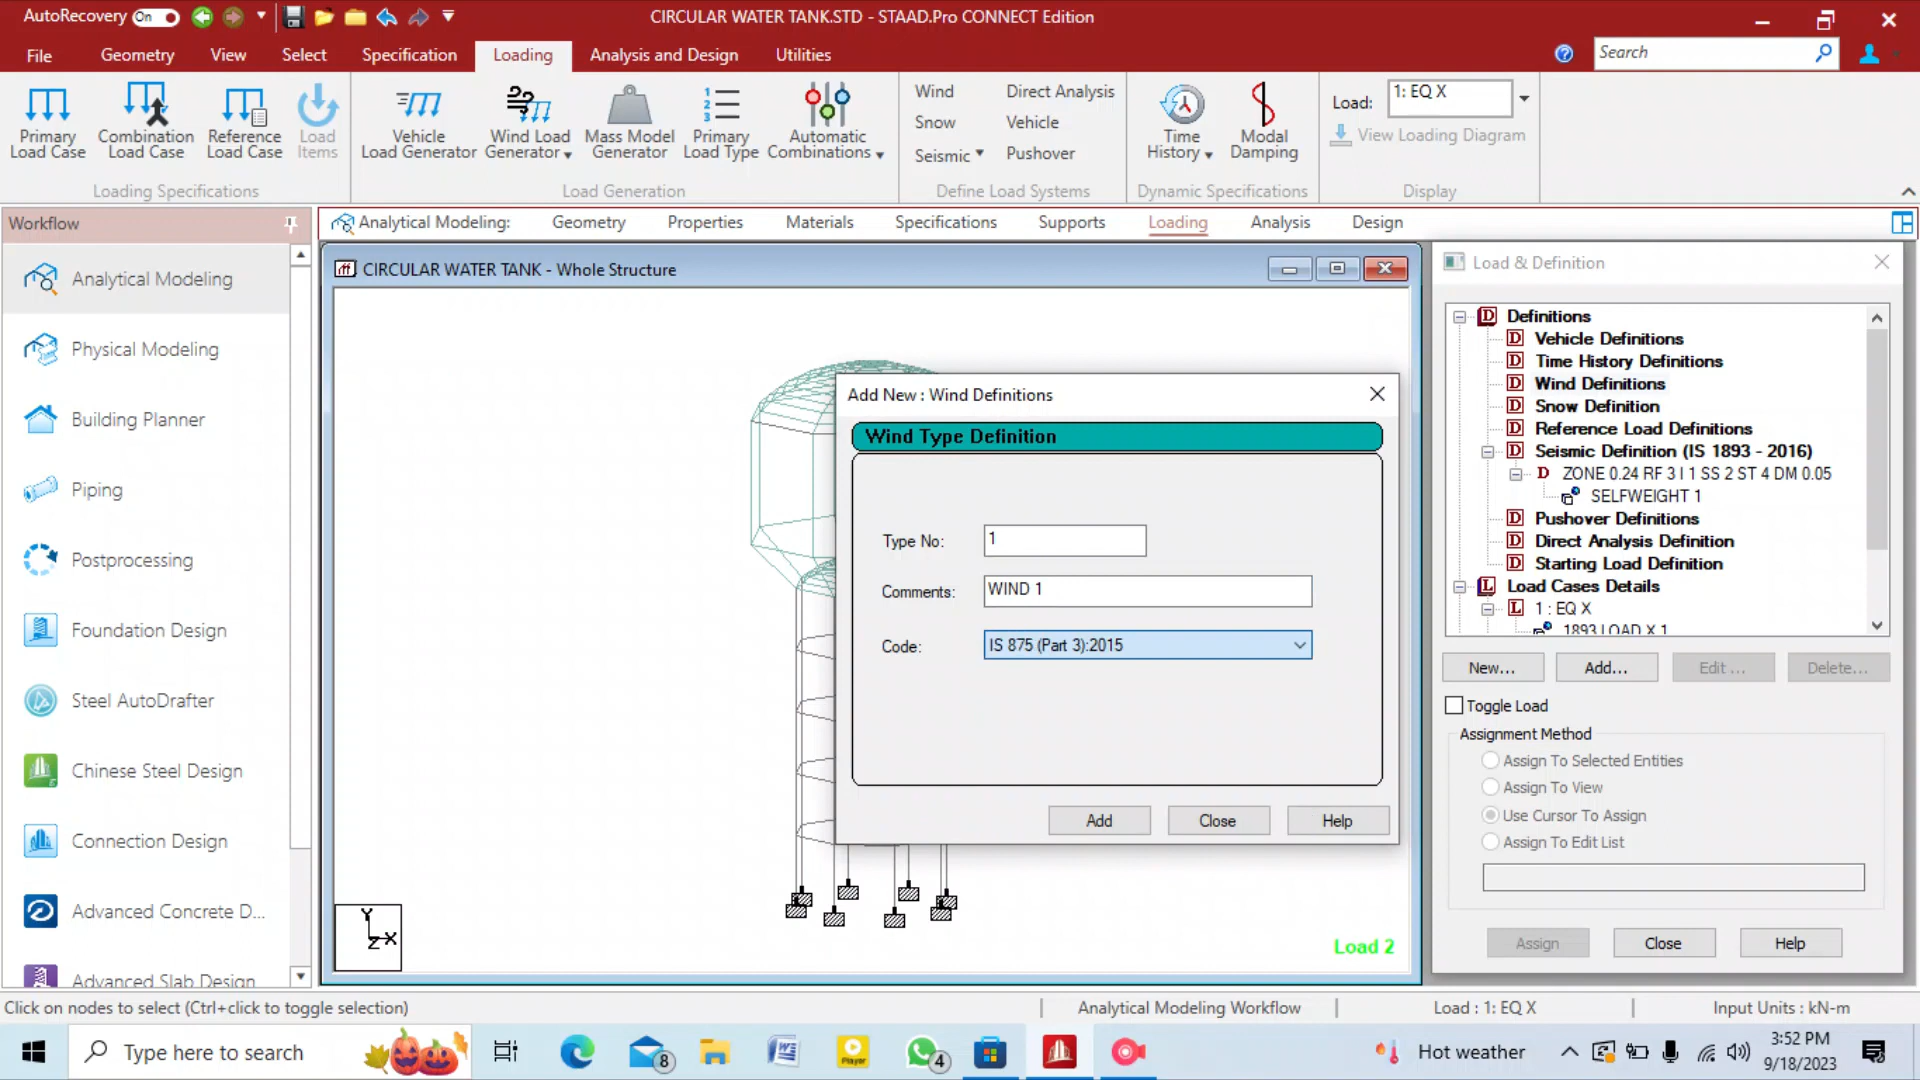 AutoRecovery On
CIRCULAR WATER TANK.STD - STAAD.Pro CONNECT Edition
File Geometry View Select Specification Loading Analysis and Design Utilities Search
Primary Load Case
Combination Load Case
Reference Load Case
Load Items
Loading Specifications
Vehicle Load Generator
Wind Load Generator
Mass Model Generator
Primary Load Type
Automatic Combinations
Load Generation
Wind Direct Analysis
Snow Vehicle
Seismic Pushover
Define Load Systems
Time History
Modal Damping
Dynamic Specifications
Load: 1: EQ X
View Loading Diagram
Display
Workflow
Analytical Modeling: Geometry Properties Materials Specifications Supports Loading Analysis Design
Analytical Modeling
Physical Modeling
Building Planner
Piping
Postprocessing
Foundation Design
Steel AutoDrafter
Chinese Steel Design
Connection Design
Advanced Concrete D...
Advanced Slab Design
CIRCULAR WATER TANK - Whole Structure
Add New : Wind Definitions
Wind Type Definition
Type No: 1
Comments: WIND 1
Code: IS 875 (Part 3):2015
Add Close Help
Y
Z X
Load 2
Load & Definition
Definitions
Vehicle Definitions
Time History Definitions
Wind Definitions
Snow Definition
Reference Load Definitions
Seismic Definition (IS 1893 - 2016)
ZONE 0.24 RF 3 I 1 SS 2 ST 4 DM 0.05
SELFWEIGHT 1
Pushover Definitions
Direct Analysis Definition
Starting Load Definition
Load Cases Details
1 : EQ X
1893 LOAD X 1
New... Add... Edit ... Delete...
Toggle Load
Assignment Method
Assign To Selected Entities
Assign To View
Use Cursor To Assign
Assign To Edit List
Assign Close Help
Click on nodes to select (Ctrl+click to toggle selection) Analytical Modeling Workflow Load : 1: EQ X Input Units : kN-m
Type here to search 8 Player 4 Hot weather 3:52 PM
9/18/2023